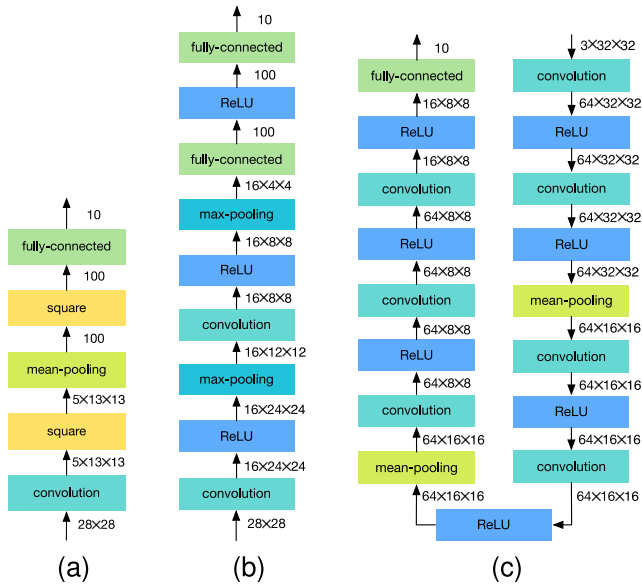 10
fully-connected
100
square
100
mean-pooling
5×13×13
square
5×13×13
convolution
28×28
(a)
10
fully-connected
100
ReLU
100
fully-connected
16×4×4
max-pooling
16×8×8
ReLU
16×8×8
convolution
16×12×12
max-pooling
16×24×24
ReLU
16×24×24
convolution
28×28
(b)
10
fully-connected
16×8×8
ReLU
16×8×8
convolution
64×8×8
ReLU
64×8×8
convolution
64×8×8
ReLU
64×8×8
convolution
64×16×16
mean-pooling
64×16×16
3×32×32
convolution
64×32×32
ReLU
64×32×32
convolution
64×32×32
ReLU
64×32×32
mean-pooling
64×16×16
convolution
64×16×16
ReLU
64×16×16
convolution
64×16×16
ReLU
(c)